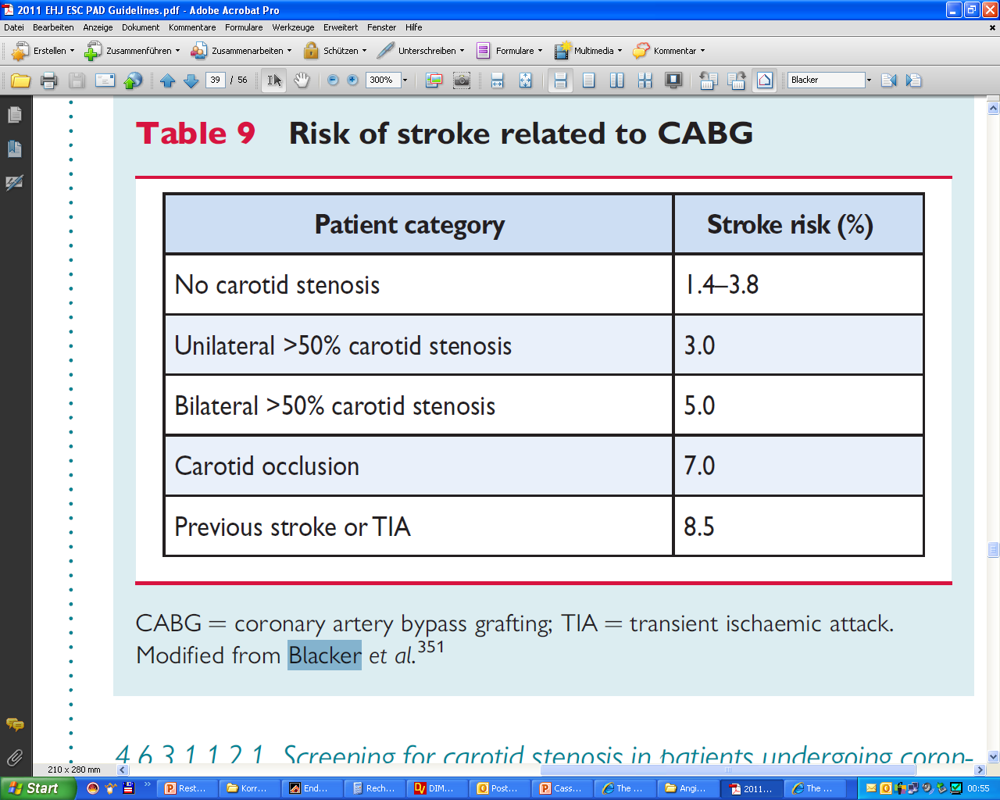 2011 EHJ ESC PAD Guidelines.pdf - Adobe Acrobat Pro
Datei Bearbeiten Anzeige Dokument Kommentare Formulare Werkzeuge Erweitert Fenster Hilfe
Erstellen Zusammenführen Zusammenarbeiten Schützen Unterschreiben Formulare Multimedia Kommentar
39 / 56 300% Blacker
Table 9 Risk of stroke related to CABG
Patient category Stroke risk (%)
No carotid stenosis 1.4–3.8
Unilateral >50% carotid stenosis 3.0
Bilateral >50% carotid stenosis 5.0
Carotid occlusion 7.0
Previous stroke or TIA 8.5
CABG = coronary artery bypass grafting; TIA = transient ischaemic attack.
Modified from Blacker et al.351
4.6.3.1.1.2.1. Screening for carotid stenosis in patients undergoing coron-
210 x 280 mm
Start Rest... Korr... End... Rech... DIM... Post... Cass... The ... Angi... 2011... The ... 00:55